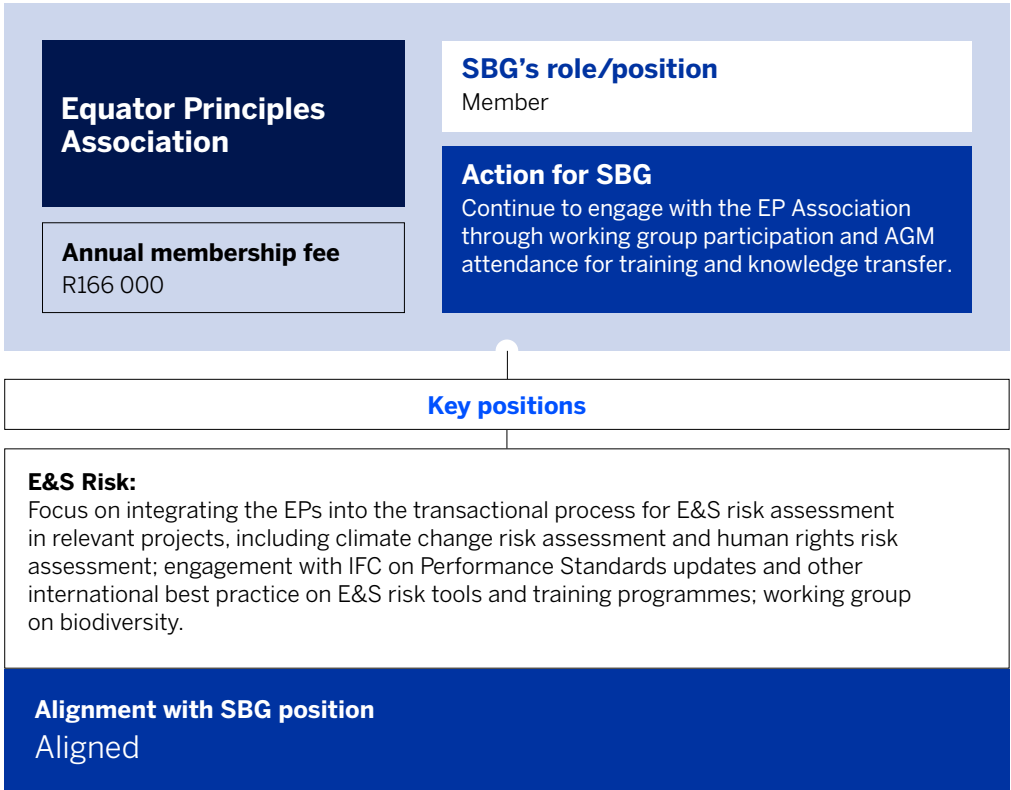 Equator Principles
Association
Annual membership fee
R166 000
SBG’s role/position
Member
Action for SBG
Continue to engage with the EP Association
through working group participation and AGM
attendance for training and knowledge transfer.
Key positions
E&S Risk:
Focus on integrating the EPs into the transactional process for E&S risk assessment
in relevant projects, including climate change risk assessment and human rights risk
assessment; engagement with IFC on Performance Standards updates and other
international best practice on E&S risk tools and training programmes; working group
on biodiversity.
Alignment with SBG position
Aligned